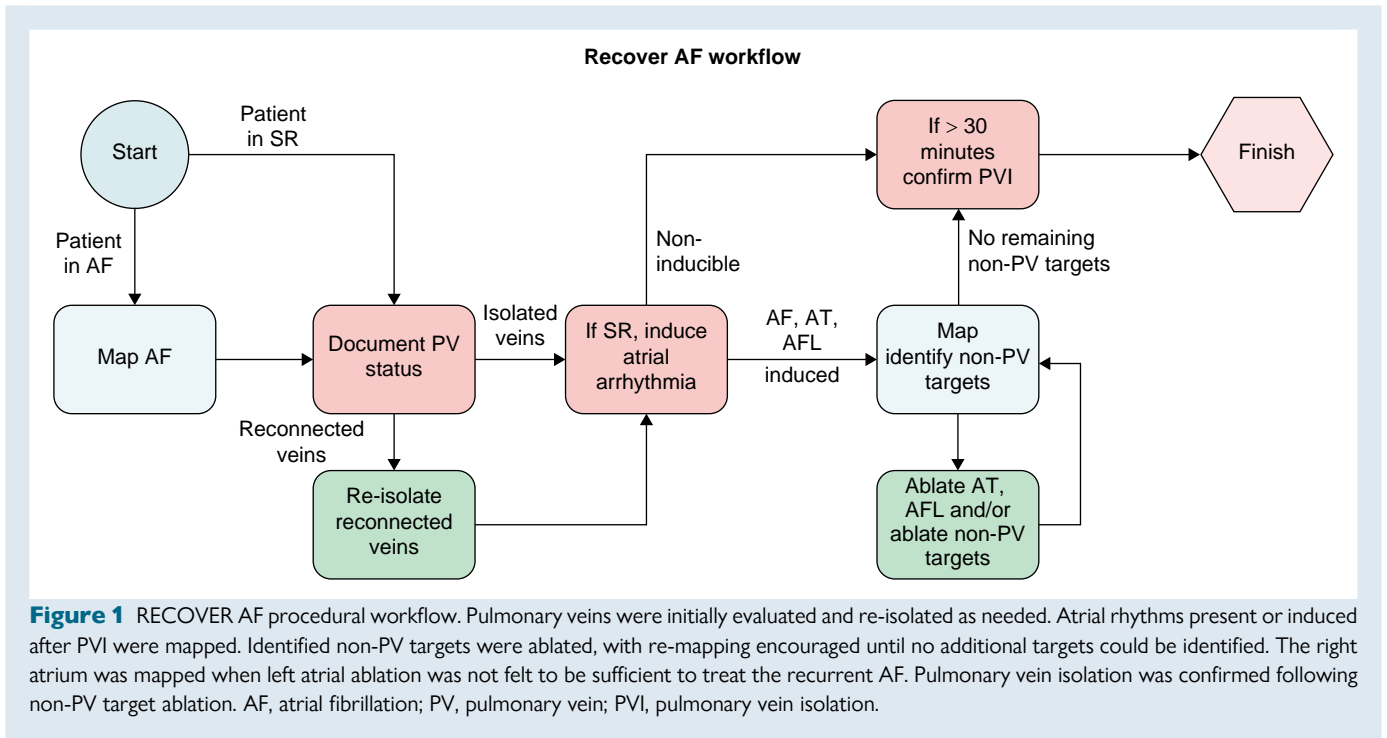 Recover AF workflow
Start
Patient
in SR
Patient
in AF
Map AF
Document PV
status
Isolated
veins
Reconnected
veins
Re-isolate
reconnected
veins
If SR, induce
atrial
arrhythmia
Non-
inducible
AF, AT,
AFL
induced
Map
identify non-PV
targets
Ablate AT,
AFL and/or
ablate non-PV
targets
No remaining
non-PV targets
If > 30
minutes
confirm PVI
Finish
Figure 1 RECOVER AF procedural workflow. Pulmonary veins were initially evaluated and re-isolated as needed. Atrial rhythms present or induced
after PVI were mapped. Identified non-PV targets were ablated, with re-mapping encouraged until no additional targets could be identified. The right
atrium was mapped when left atrial ablation was not felt to be sufficient to treat the recurrent AF. Pulmonary vein isolation was confirmed following
non-PV target ablation. AF, atrial fibrillation; PV, pulmonary vein; PVI, pulmonary vein isolation.